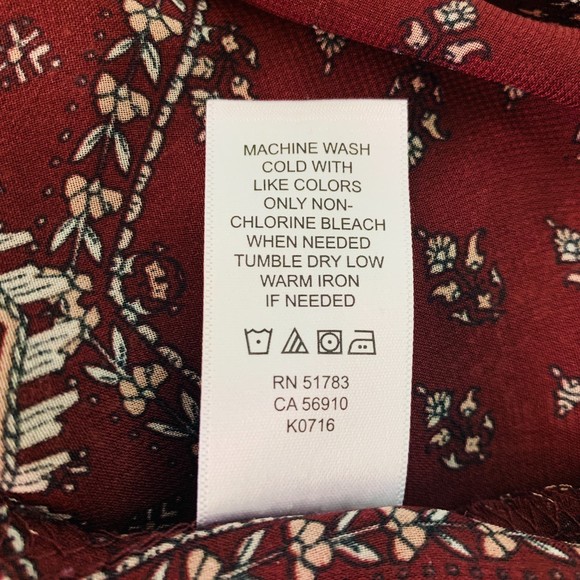 MACHINE WASH
COLD WITH
LIKE COLORS
ONLY NON-
CHLORINE BLEACH
WHEN NEEDED
TUMBLE DRY LOW
WARM IRON
IF NEEDED
RN 51783
CA 56910
K0716